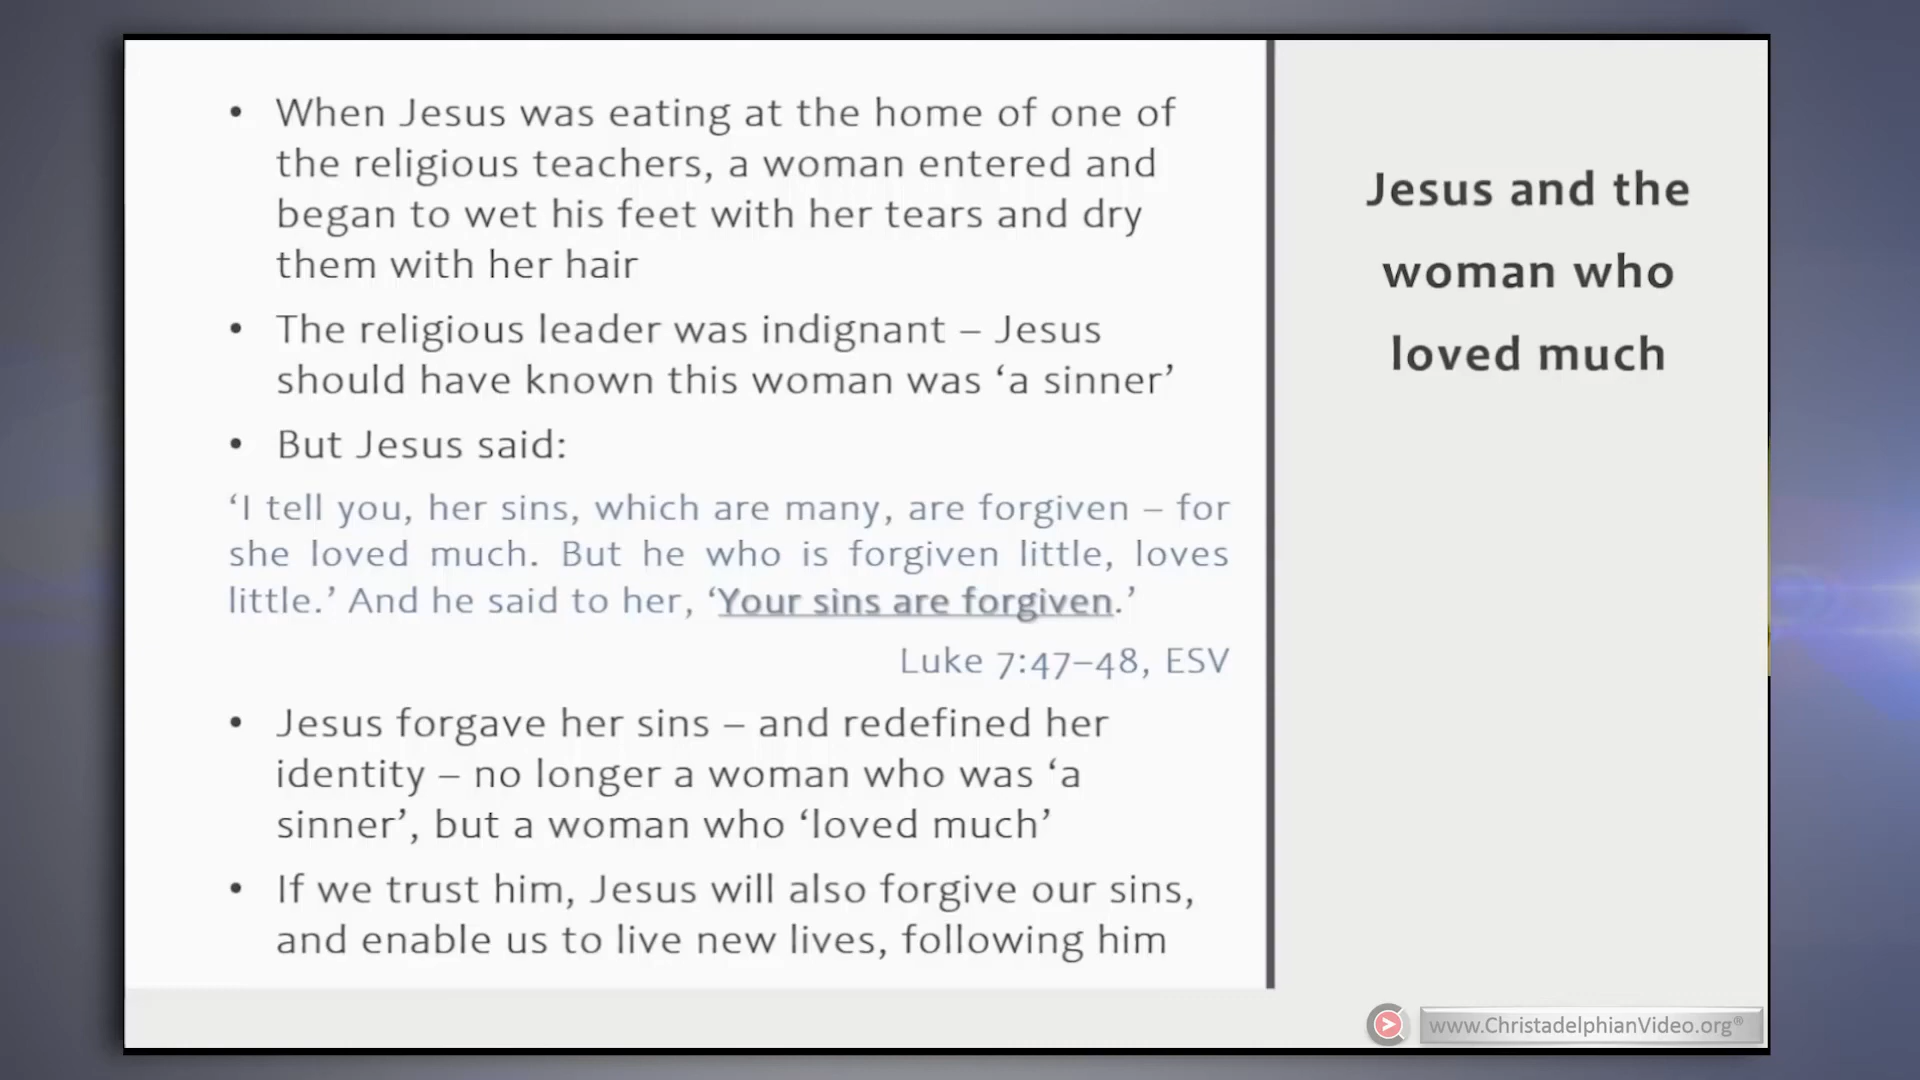 • When Jesus was eating at the home of one of
the religious teachers, a woman entered and
began to wet his feet with her tears and dry
them with her hair
• The religious leader was indignant – Jesus
should have known this woman was ‘a sinner’
• But Jesus said:
‘I tell you, her sins, which are many, are forgiven – for
she loved much. But he who is forgiven little, loves
little.’ And he said to her, ‘Your sins are forgiven.’
Luke 7:47–48, ESV
• Jesus forgave her sins – and redefined her
identity – no longer a woman who was ‘a
sinner’, but a woman who ‘loved much’
• If we trust him, Jesus will also forgive our sins,
and enable us to live new lives, following him
Jesus and the
woman who
loved much
www.ChristadelphianVideo.org®